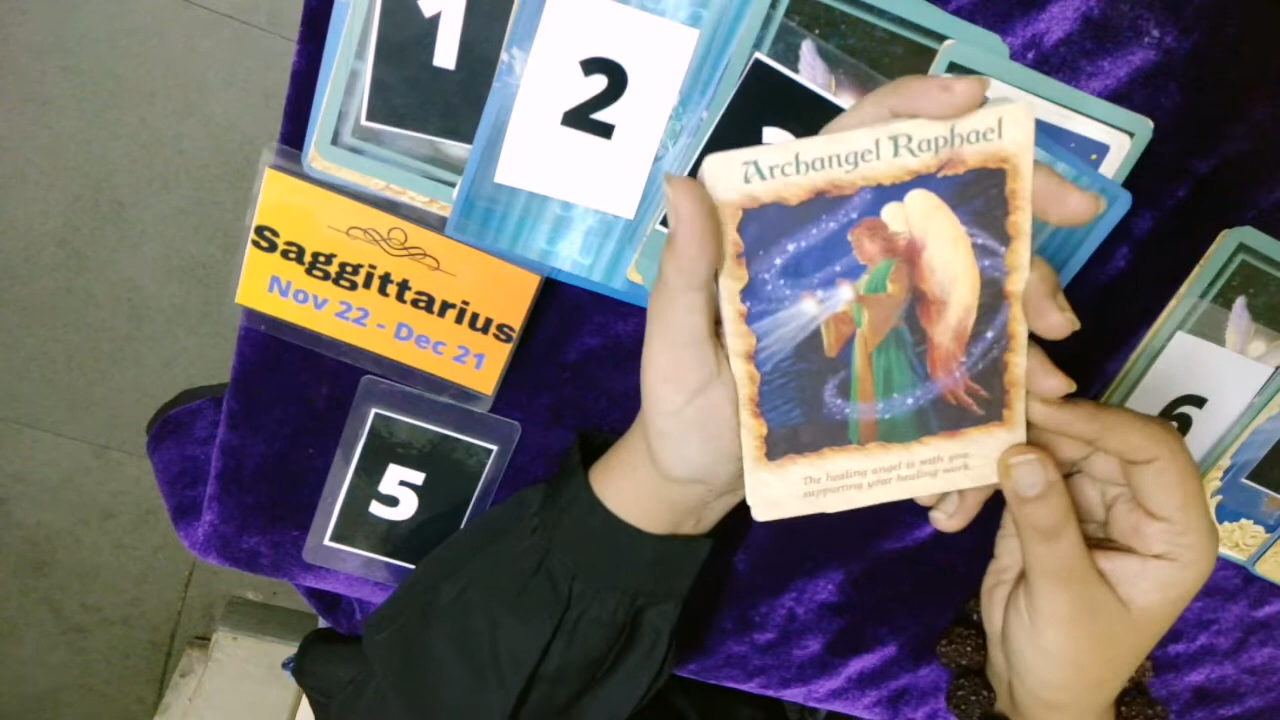 1
2
Archangel Raphael
Saggittarius
Nov 22 - Dec 21
5
6
The healing angel is with you,
supporting your healing work.